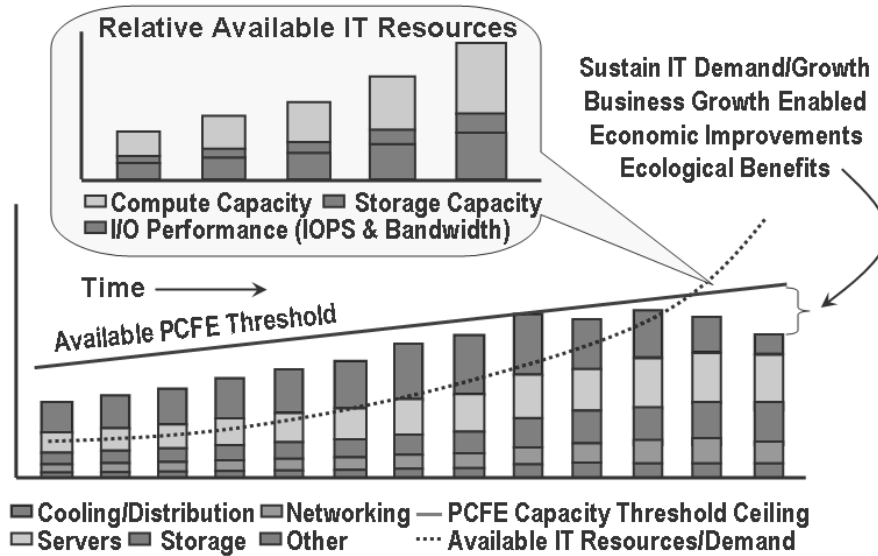 Relative Available IT Resources
Compute Capacity Storage Capacity
I/O Performance (IOPS & Bandwidth)
Sustain IT Demand/Growth
Business Growth Enabled
Economic Improvements
Ecological Benefits
Time
Available PCFE Threshold
Cooling/Distribution Networking PCFE Capacity Threshold Ceiling
Servers Storage Other Available IT Resources/Demand